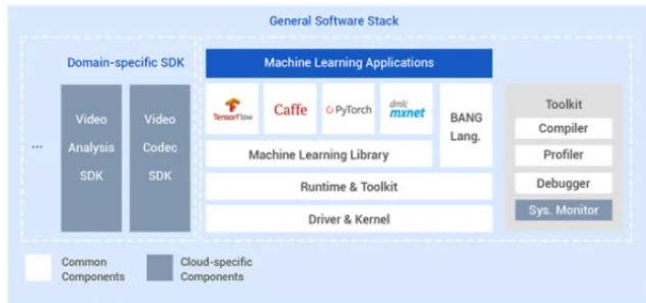 General Software Stack
Domain-specific SDK
Machine Learning Applications
...
Video
Analysis
SDK
Video
Codec
SDK
TensorFlow
Caffe
PyTorch
dmlc
mxnet
BANG
Lang.
Machine Learning Library
Runtime & Toolkit
Driver & Kernel
Toolkit
Compiler
Profiler
Debugger
Sys. Monitor
Common
Components
Cloud-specific
Components